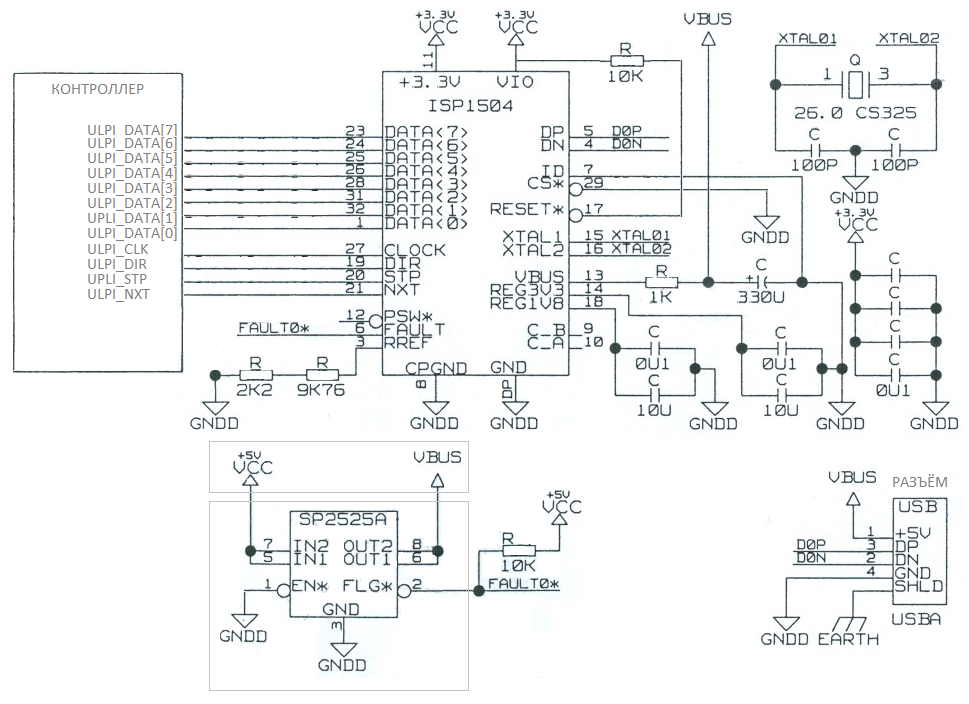 +3.3V
VCC
+3.3V
VCC
VBUS
XTAL01
XTAL02
КОНТРОЛЛЕР
11
R
10K
Q
1
3
26.0 CS325
C
C
100P
100P
GNDD
+3.3V
VIO
ISP1504
ULPI_DATA[7]
ULPI_DATA[6]
ULPI_DATA[5]
ULPI_DATA[4]
ULPI_DATA[3]
ULPI_DATA[2]
UPLI_DATA[1]
ULPI_DATA[0]
ULPI_CLK
ULPI_DIR
UPLI_STP
ULPI_NXT
23
24
25
26
28
31
32
1
27
19
20
21
DATA<7>
DATA<6>
DATA<5>
DATA<4>
DATA<3>
DATA<2>
DATA<1>
DATA<0>
CLOCK
DIR
STP
NXT
DP 5 D0P
DN 4 D0N
ID 7
CS* 29
RESET* 17
GNDD
XTAL1 15 XTAL01
XTAL2 16 XTAL02
VBUS 13
REG3V3 14
REG1V8 18
R
1K
C
+
330U
12 PSW*
FAULT0* 6 FAULT
3 RREF
C_B 9
C_A 10
CPGND
GND
8
DP
GNDD
GNDD
R
2K2
R
9K76
GNDD
C
0U1
C
10U
GNDD
C
0U1
C
10U
GNDD
+3.3V
VCC
C
C
C
C
0U1
GNDD
+5V
VCC
VBUS
SP2525A
7 IN2 OUT2 8
5 IN1 OUT1 6
1 EN* FLG* 2
GND
3
GNDD
GNDD
+5V
VCC
R
10K
FAULT0*
VBUS
РАЗЪЁМ
USB
1 +5V
D0P 3 DP
D0N 2 DN
4 GND
SHLD
USBA
GNDD
EARTH